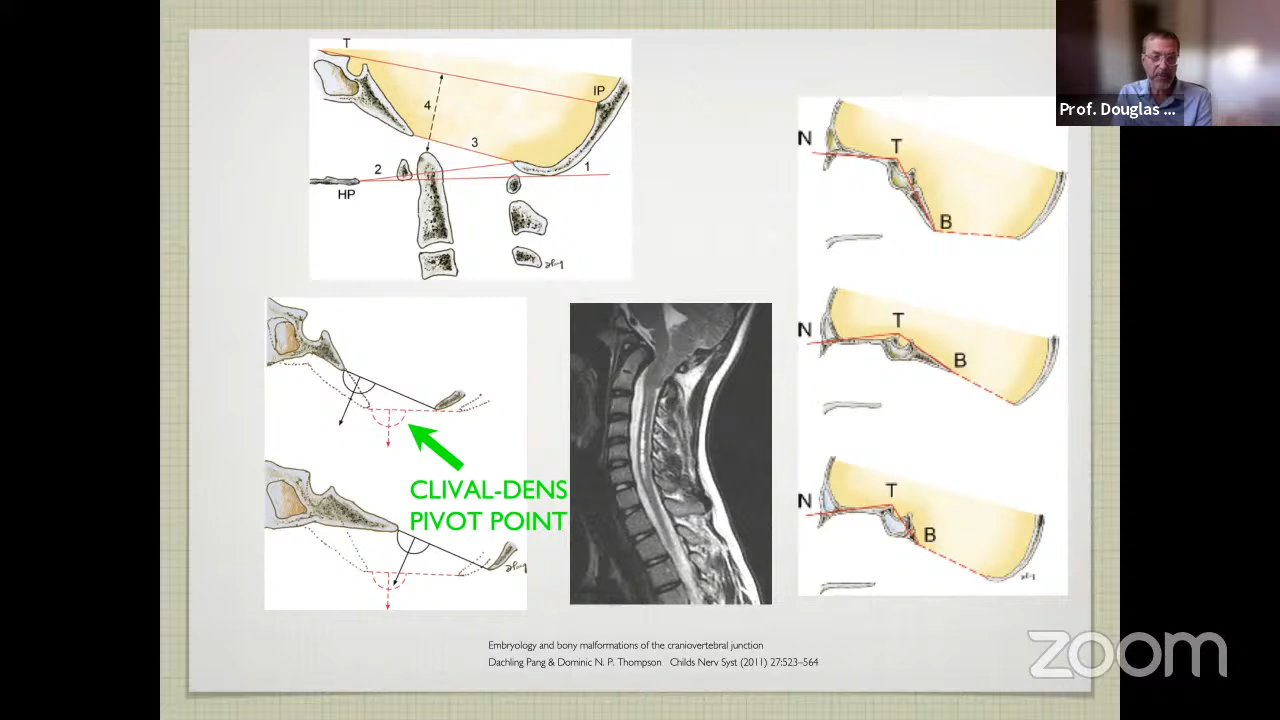 Prof. Douglas ...
T
IP
4
3
1
2
HP
N
T
B
N
T
B
N
T
B
CLIVAL-DENS
PIVOT POINT
Embryology and bony malformations of the craniovertebral junction
Dachling Pang & Dominic N. P. Thompson Childs Nerv Syst (2011) 27:523–564
zoom